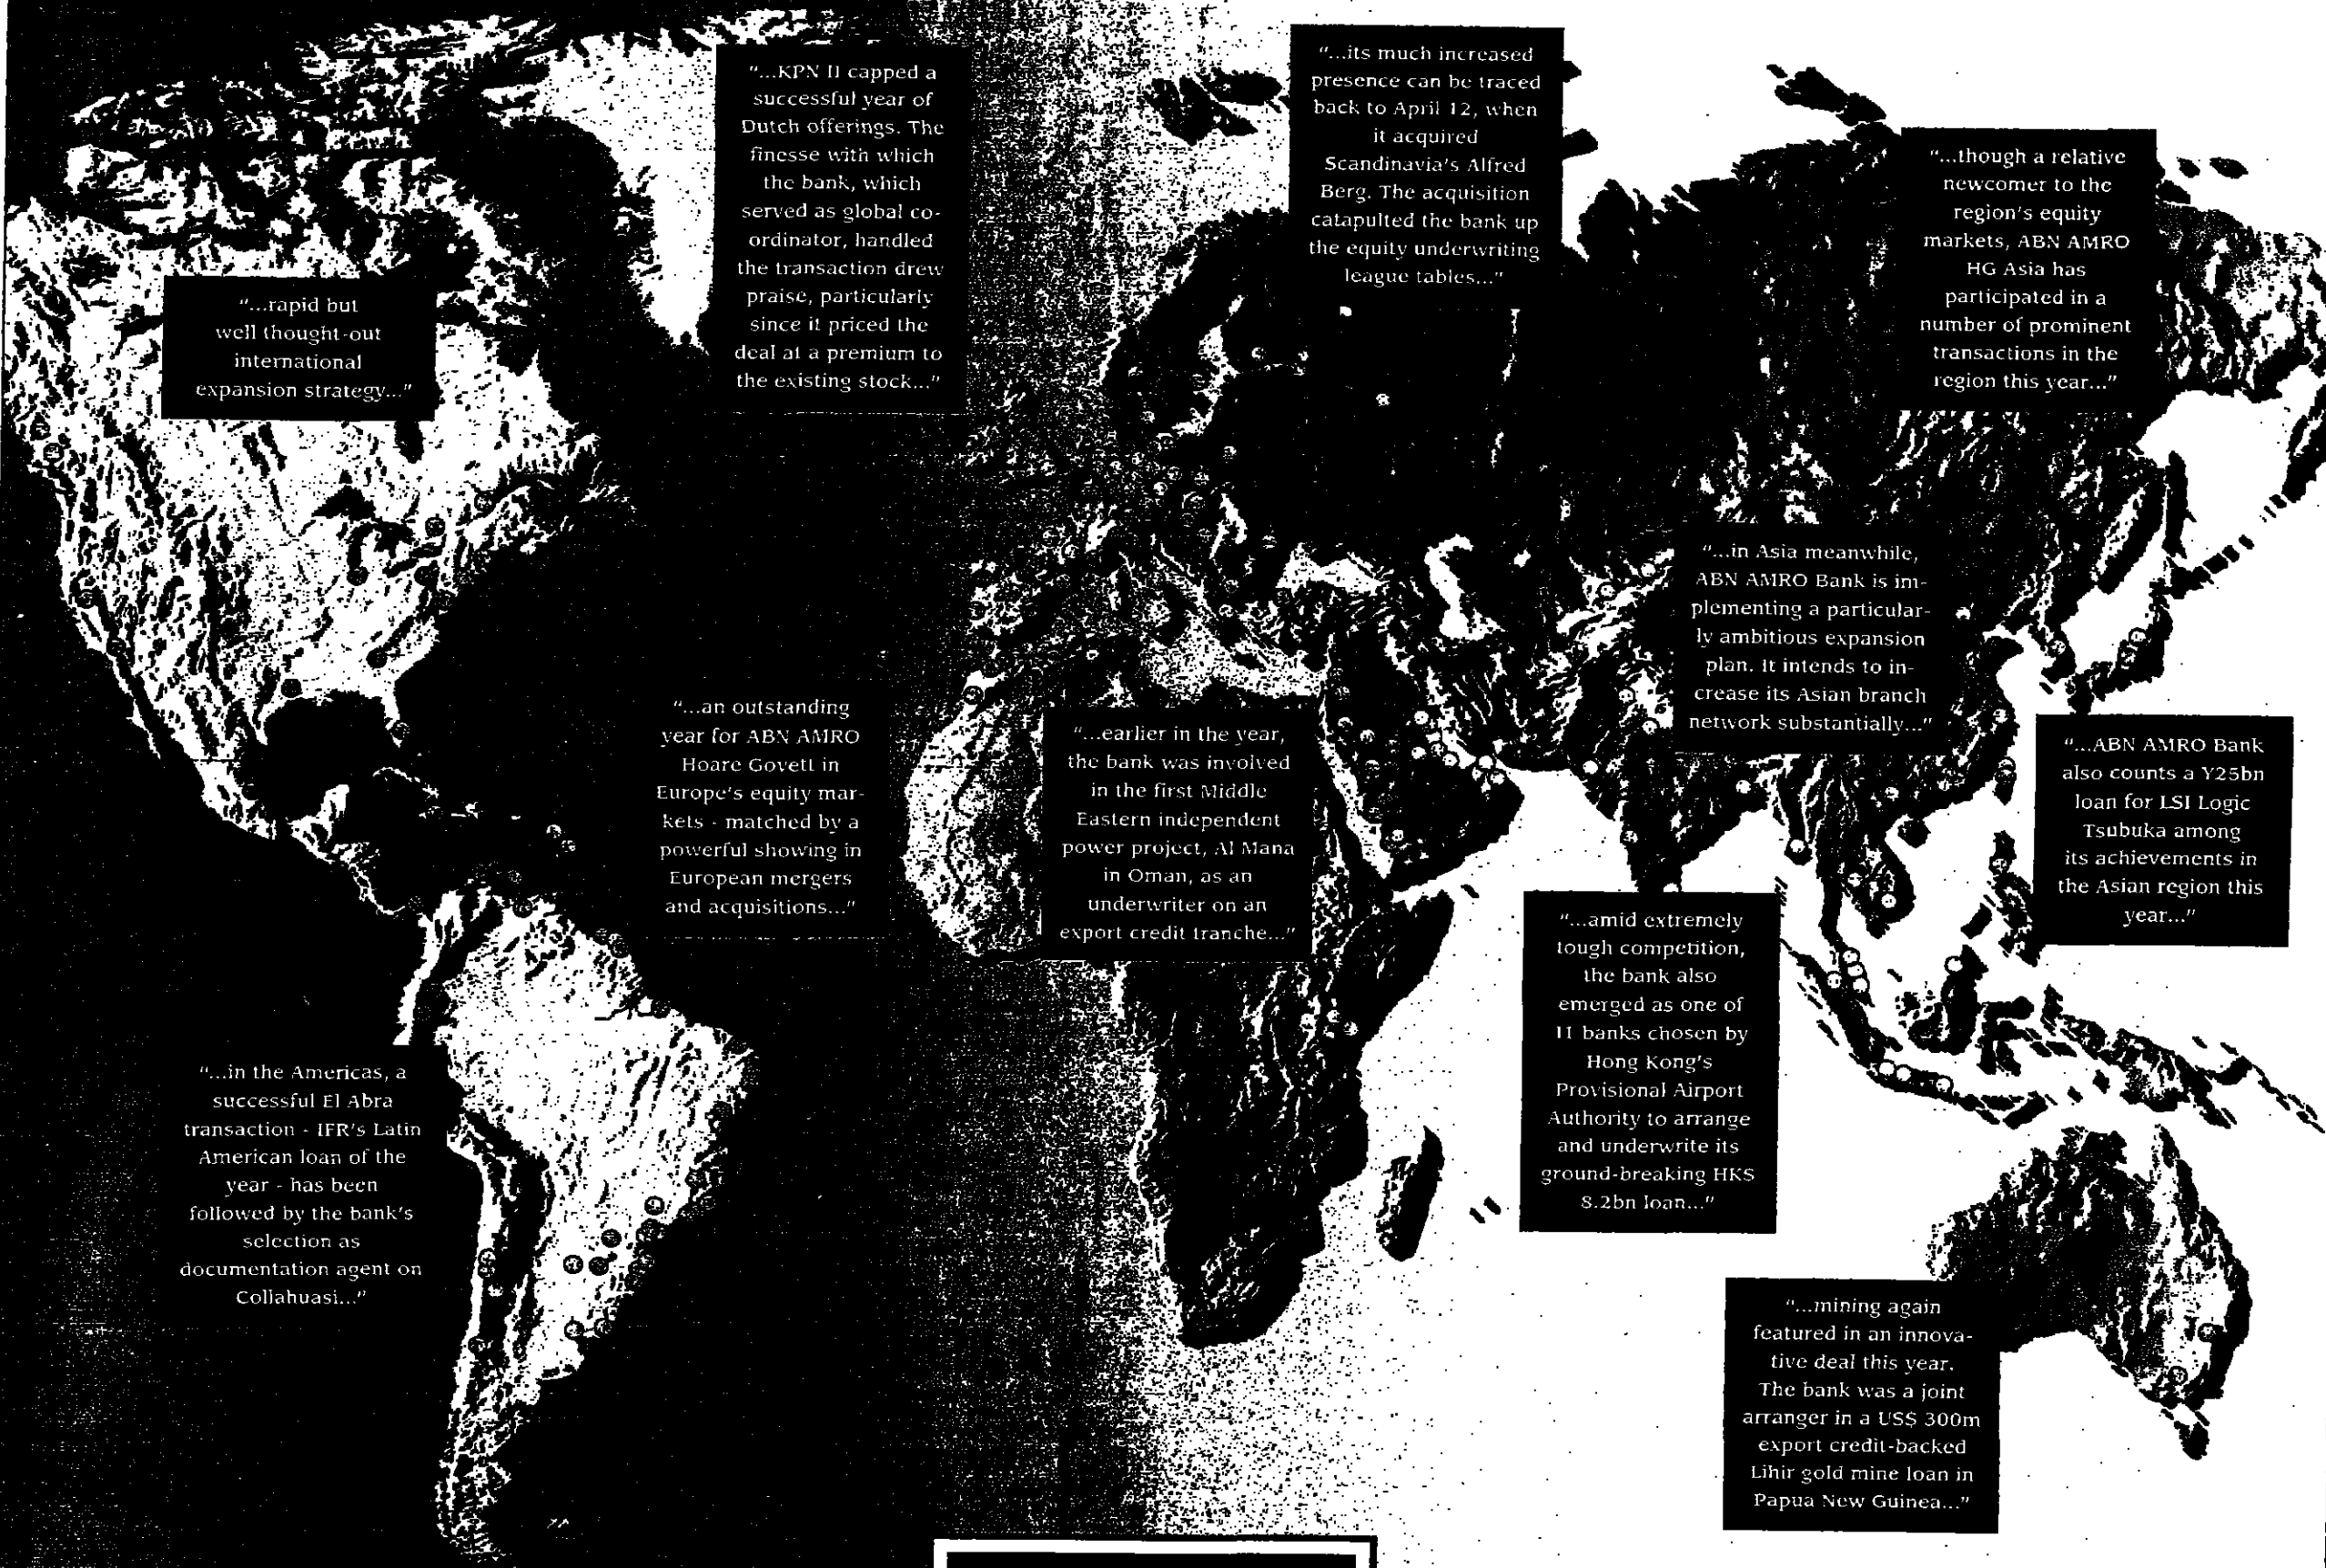 "...rapid but
well thought-out
international
expansion strategy..."
"...KPN II capped a
successful year of
Dutch offerings. The
finesse with which
the bank, which
served as global co-
ordinator, handled
the transaction drew
praise, particularly
since it priced the
deal at a premium to
the existing stock..."
"...its much increased
presence can be traced
back to April 12, when
it acquired
Scandinavia's Alfred
Berg. The acquisition
catapulted the bank up
the equity underwriting
league tables..."
"...though a relative
newcomer to the
region's equity
markets, ABN AMRO
HG Asia has
participated in a
number of prominent
transactions in the
region this year..."
"...in Asia meanwhile,
ABN AMRO Bank is im-
plementing a particular-
ly ambitious expansion
plan. It intends to in-
crease its Asian branch
network substantially..."
"...an outstanding
year for ABN AMRO
Hoare Govett in
Europe's equity mar-
kets - matched by a
powerful showing in
European mergers
and acquisitions..."
"...earlier in the year,
the bank was involved
in the first Middle
Eastern independent
power project, Al Mana
in Oman, as an
underwriter on an
export credit tranche..."
"...ABN AMRO Bank
also counts a Y25bn
loan for LSI Logic
Tsubuka among
its achievements in
the Asian region this
year..."
"...amid extremely
tough competition,
the bank also
emerged as one of
11 banks chosen by
Hong Kong's
Provisional Airport
Authority to arrange
and underwrite its
ground-breaking HK$
8.2bn loan..."
"...in the Americas, a
successful El Abra
transaction - IFR's Latin
American loan of the
year - has been
followed by the bank's
selection as
documentation agent on
Collahuasi..."
"...mining again
featured in an innova-
tive deal this year.
The bank was a joint
arranger in a US$ 300m
export credit-backed
Lihir gold mine loan in
Papua New Guinea..."